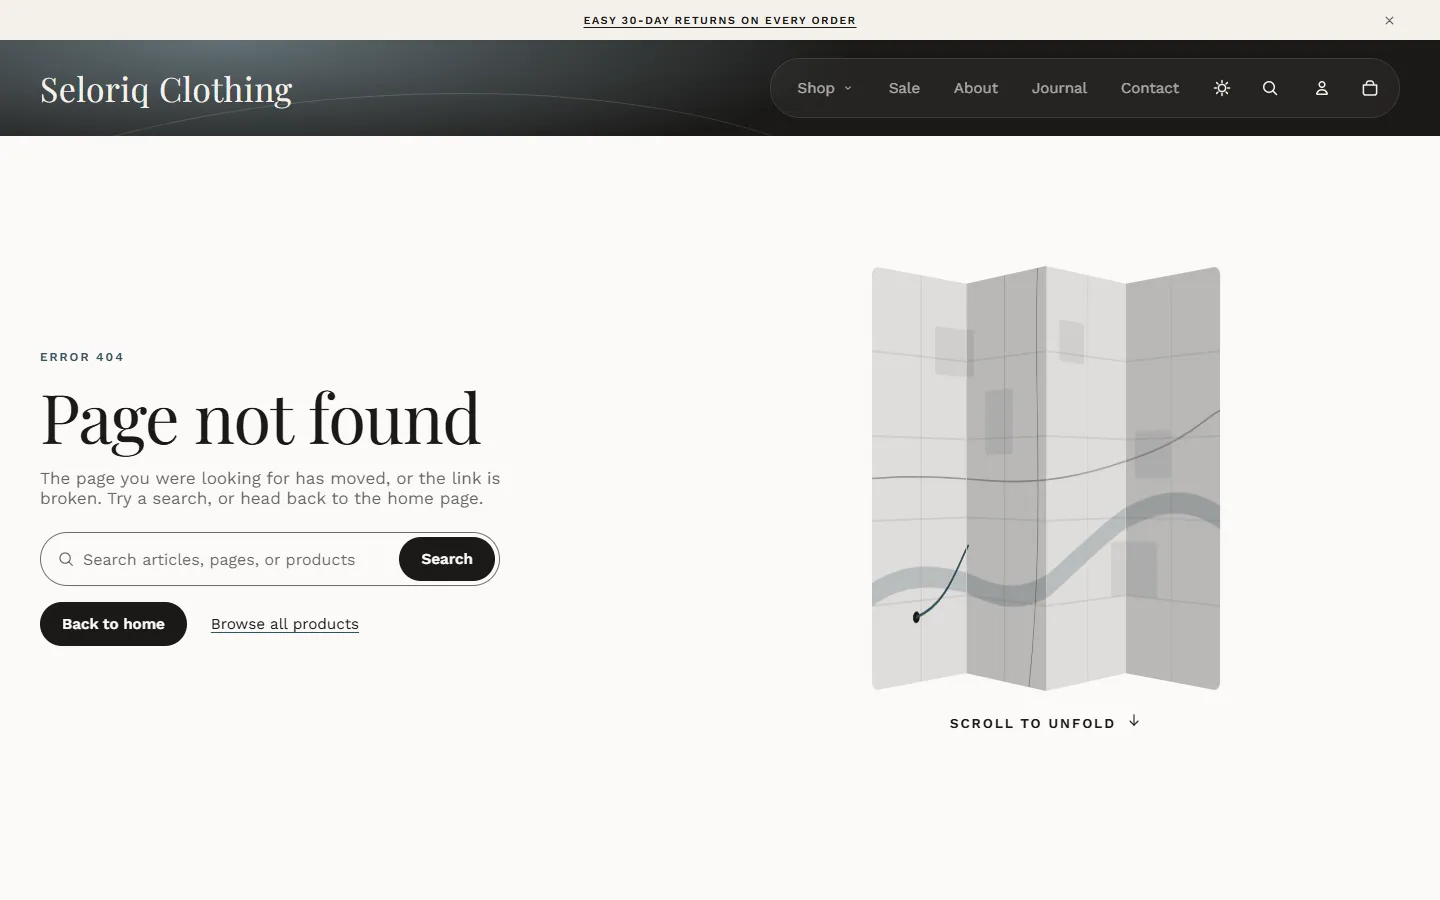 EASY 30-DAY RETURNS ON EVERY ORDER
Seloriq Clothing
Shop
Sale
About
Journal
Contact
ERROR 404
Page not found
The page you were looking for has moved, or the link is
broken. Try a search, or head back to the home page.
Search articles, pages, or products
Search
Back to home
Browse all products
SCROLL TO UNFOLD